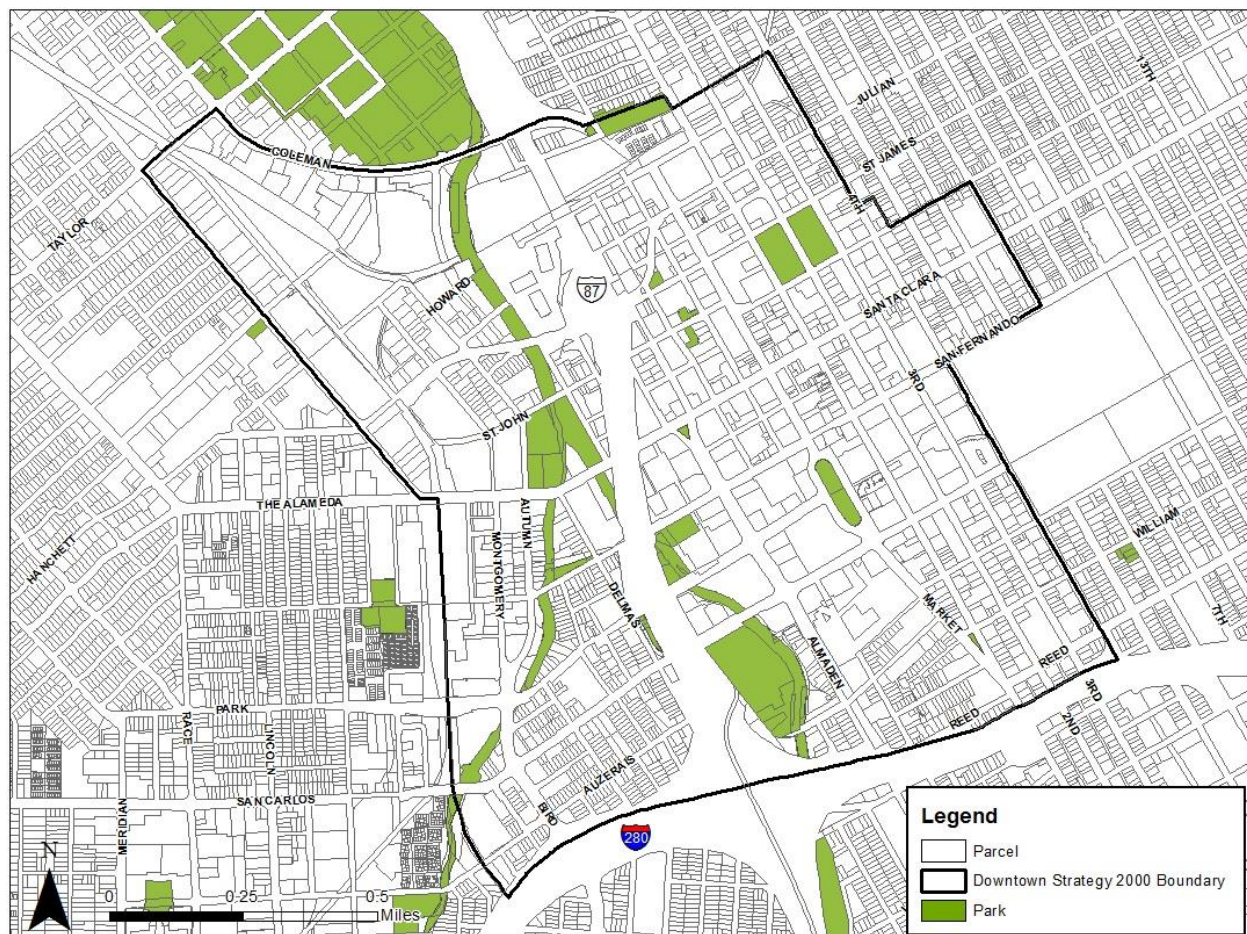 13TH
JULIAN
COLEMAN
ST JAMES
4TH
TAYLOR
HOWARD
87
SANTA CLARA
SAN FERNANDO
3RD
ST JOHN
THE ALAMEDA
AUTUMN
HANCHETT
MONTGOMERY
WILLIAM
DELMAS
MARKET
7TH
ALMADEN
REED
3RD
PARK
RACE
LINCOLN
REED
2ND
AUZERAIS
SAN CARLOS
BIRD
MERIDIAN
280
N
0
0.25
0.5
Miles
Legend
Parcel
Downtown Strategy 2000 Boundary
Park